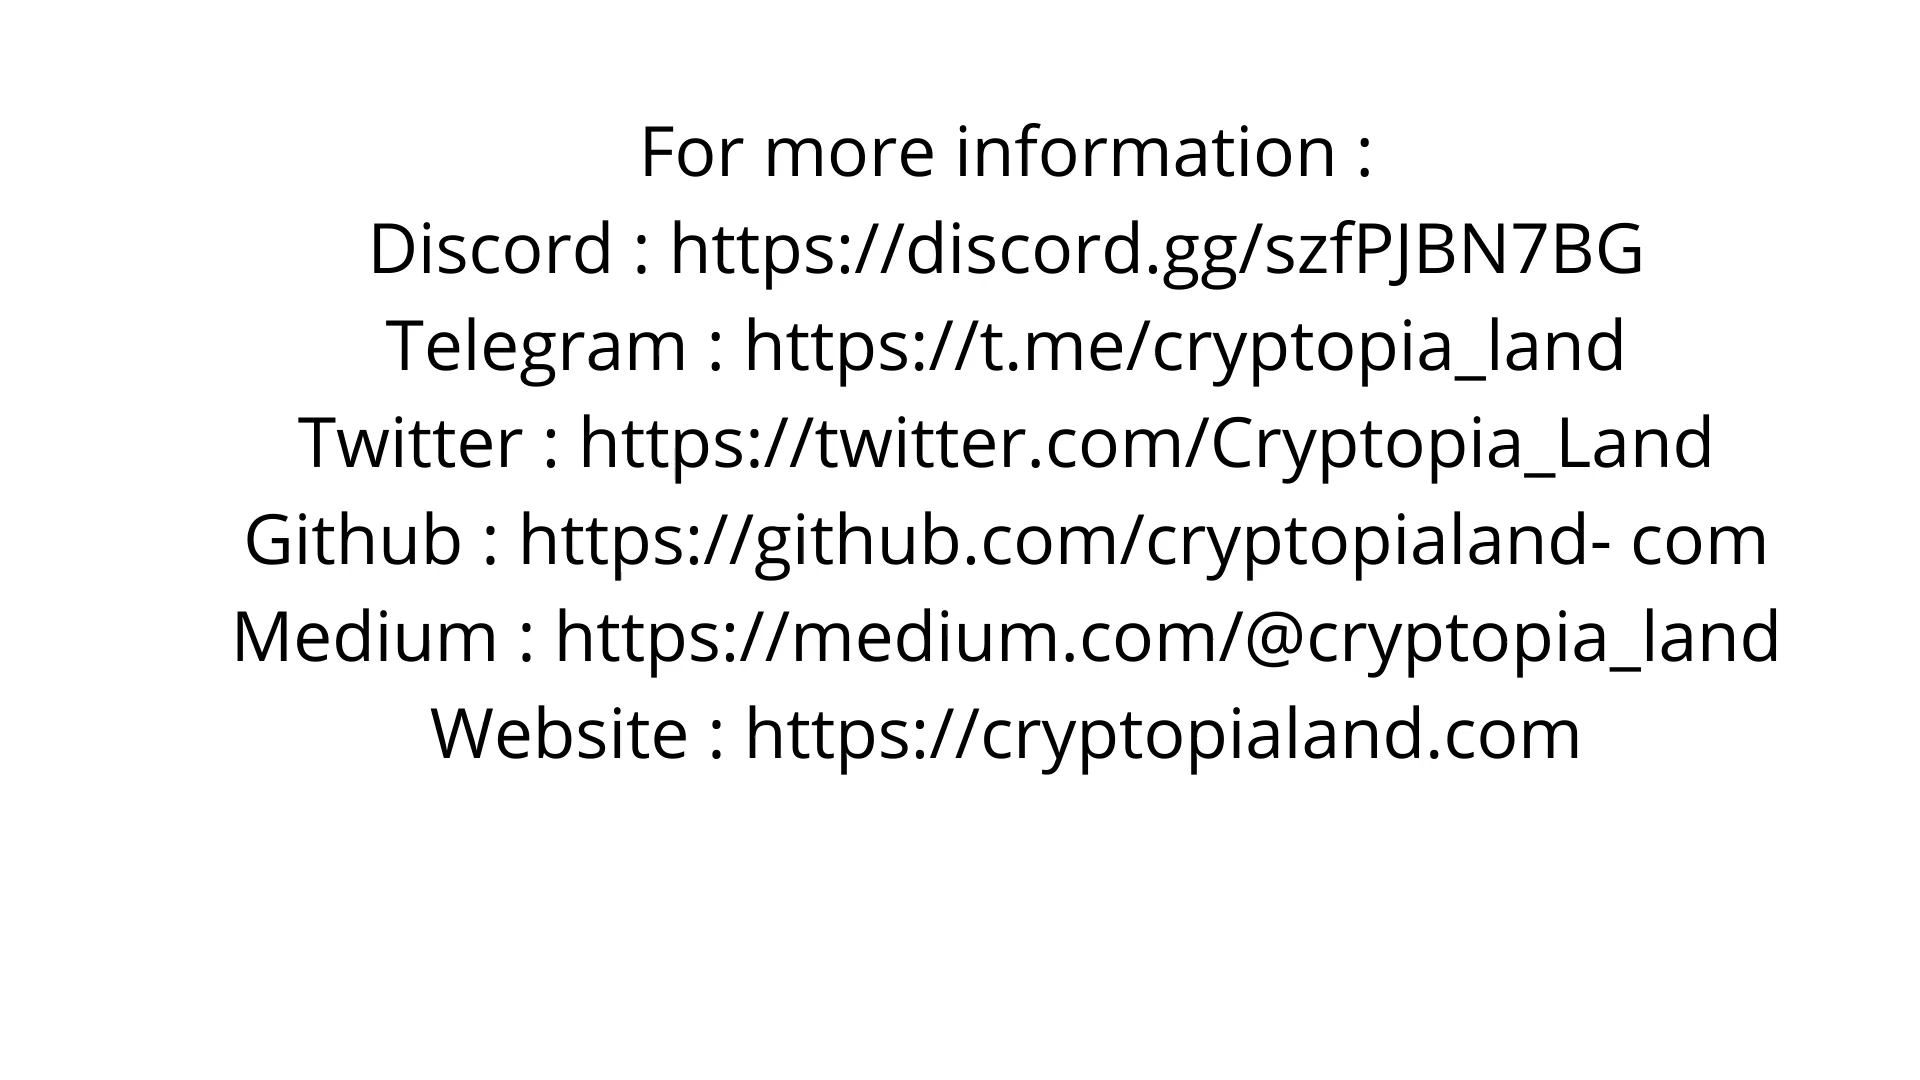 For more information :
Discord : https://discord.gg/szfPJBN7BG
Telegram : https://t.me/cryptopia_land
Twitter : https://twitter.com/Cryptopia_Land
Github : https://github.com/cryptopialand- com
Medium : https://medium.com/@cryptopia_land
Website : https://cryptopialand.com